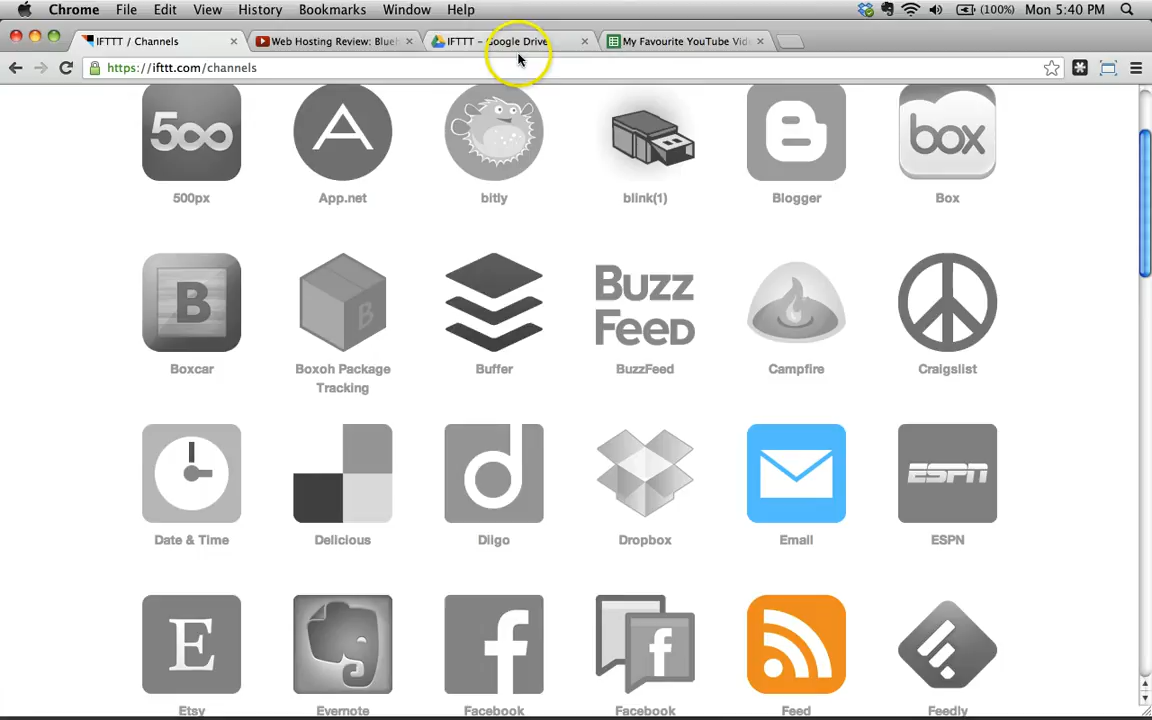 Chrome File Edit View History Bookmarks Window Help (100%) Mon 5:40 PM
IFTTT / Channels Web Hosting Review: Blueh IFTTT – Google Drive My Favourite YouTube Vide
https://ifttt.com/channels
500 A B box
500px App.net bitly blink(1) Blogger Box
B B Buzz FeeD
Boxcar Boxoh Package Tracking Buffer BuzzFeed Campfire Craigslist
d ESPN
Date & Time Delicious Diigo Dropbox Email ESPN
E f f
Etsy Evernote Facebook Facebook Feed Feedly